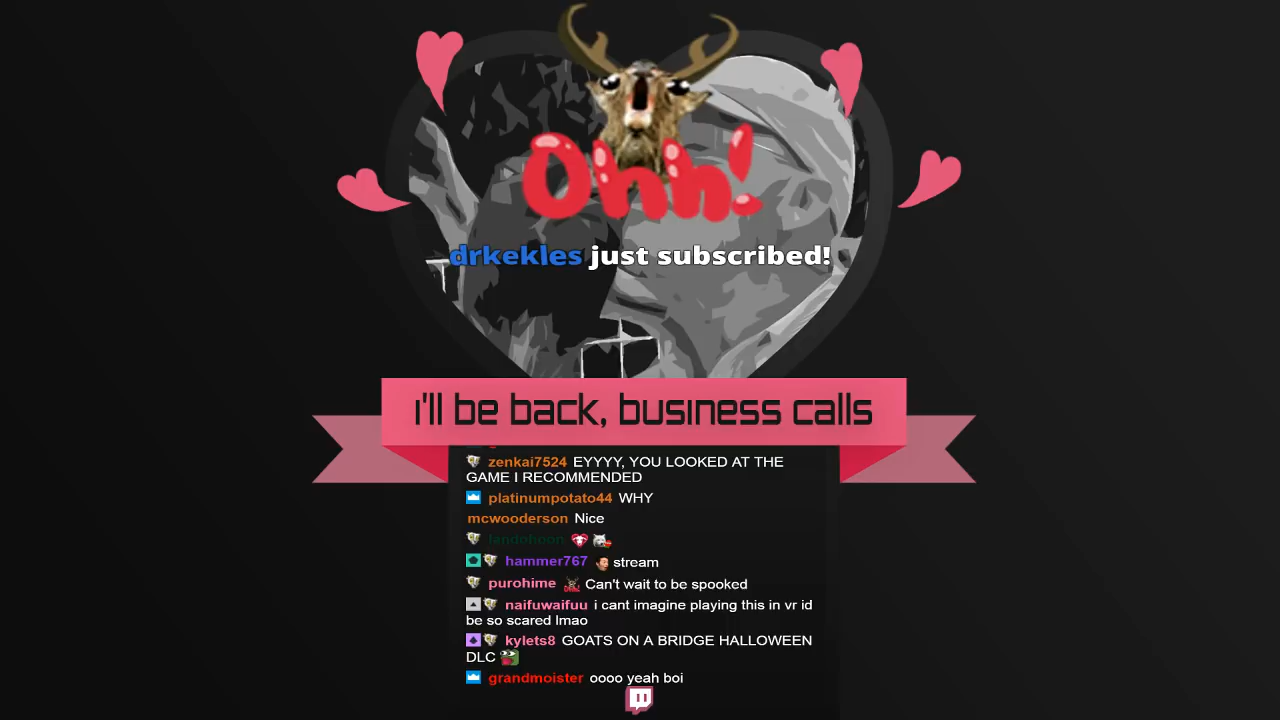 Ohh!
drkekles just subscribed!
i'll be back, business calls
zenkai7524 EYYYY, YOU LOOKED AT THE
GAME I RECOMMENDED
platinumpotato44 WHY
mcwooderson Nice
landohoon
hammer767 stream
purohime Can't wait to be spooked
naifuwaifuu i cant imagine playing this in vr id
be so scared lmao
kylets8 GOATS ON A BRIDGE HALLOWEEN
DLC
grandmoister oooo yeah boi